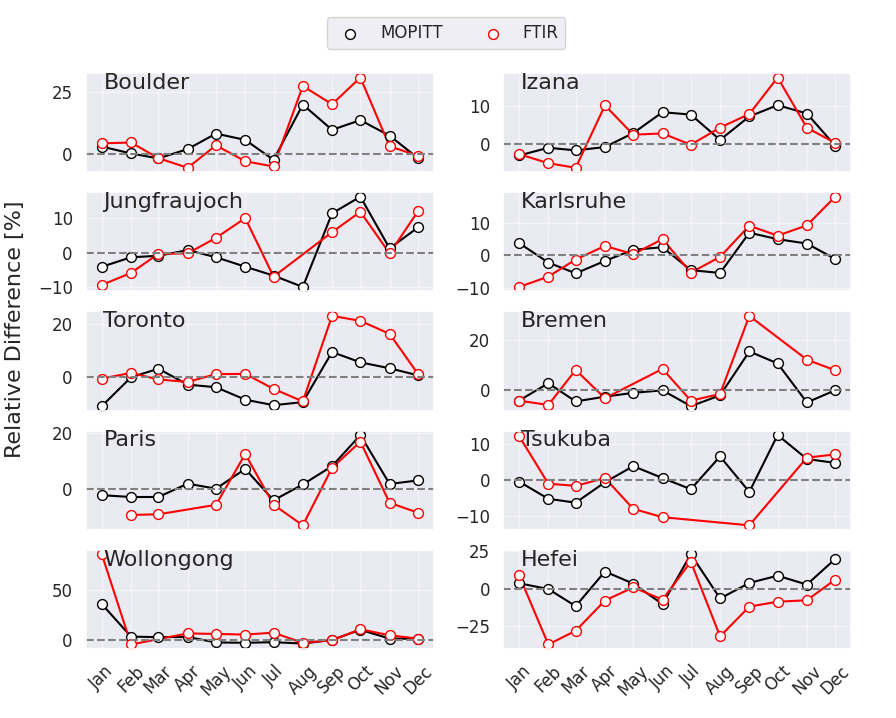 MOPITT FTIR
Relative Difference [%]
Boulder
25
0
Izana
10
0
Jungfraujoch
10
0
−10
Karlsruhe
10
0
−10
Toronto
20
0
Bremen
20
0
Paris
20
0
Tsukuba
10
0
−10
Wollongong
50
0
Jan Feb Mar Apr May Jun Jul Aug Sep Oct Nov Dec
Hefei
25
0
−25
Jan Feb Mar Apr May Jun Jul Aug Sep Oct Nov Dec